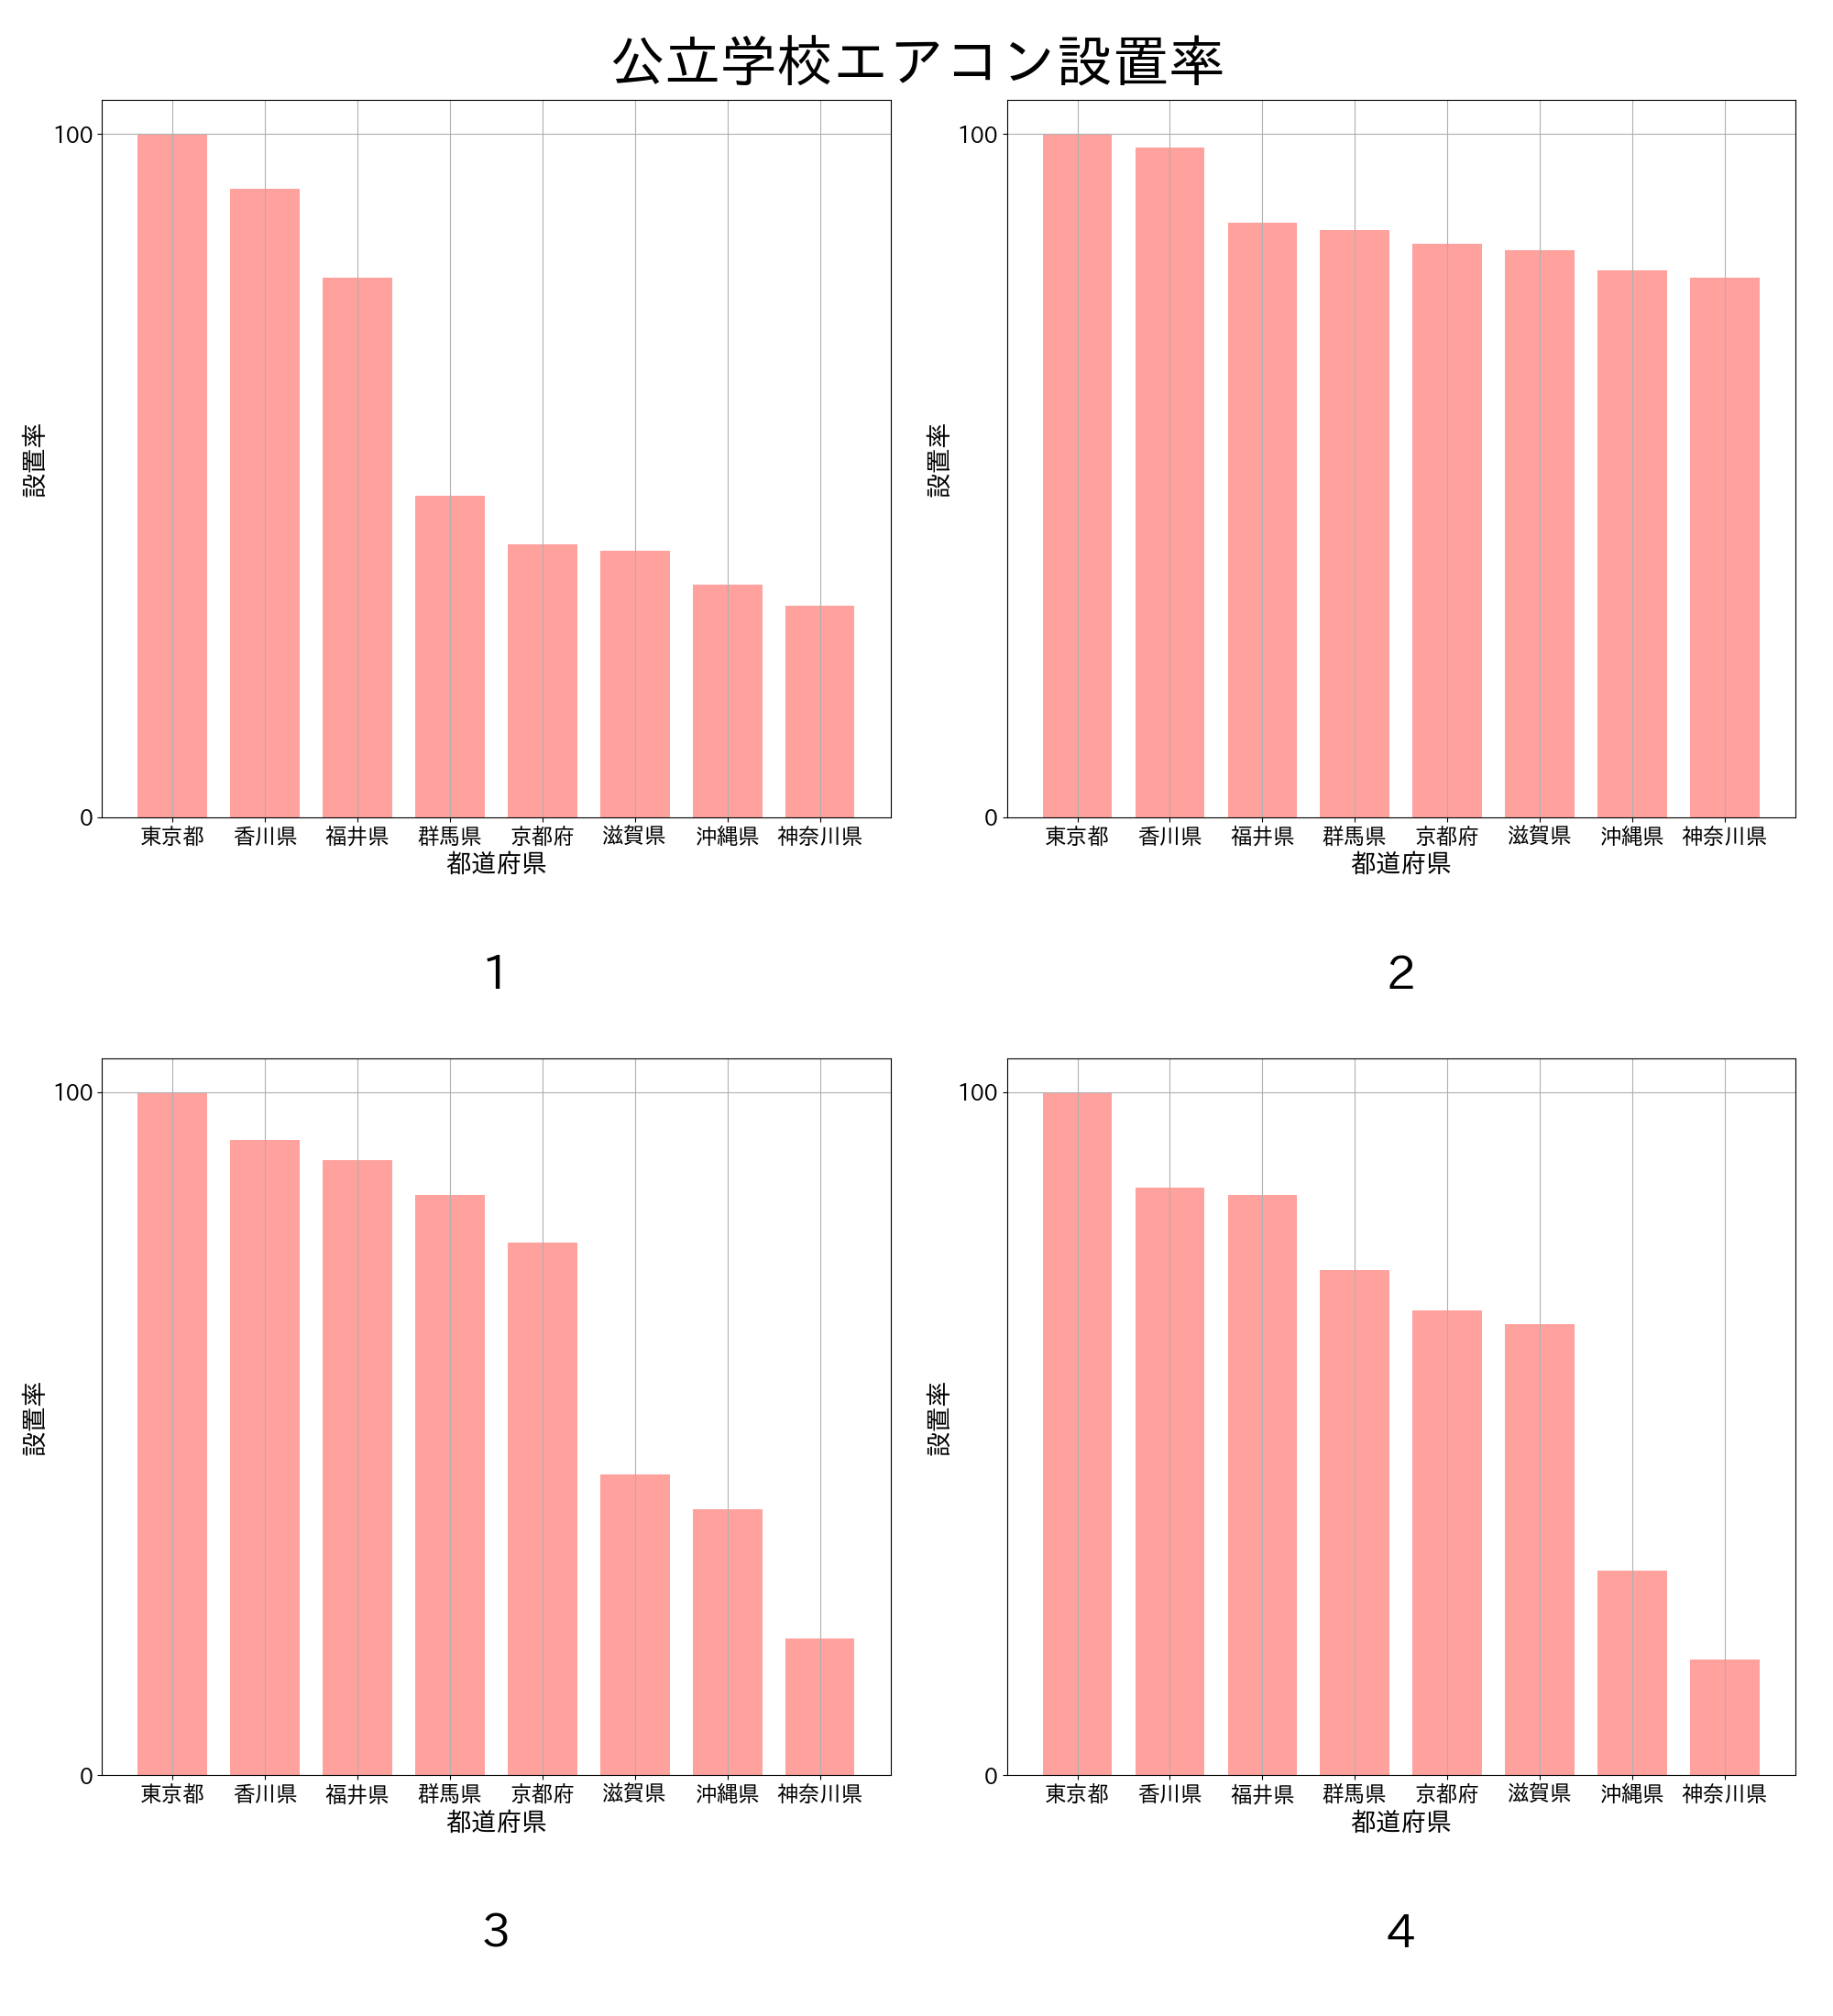 公立学校エアコン設置率
100
0
設置率
東京都 香川県 福井県 群馬県 京都府 滋賀県 沖縄県 神奈川県
都道府県
1
100
0
設置率
東京都 香川県 福井県 群馬県 京都府 滋賀県 沖縄県 神奈川県
都道府県
2
100
0
設置率
東京都 香川県 福井県 群馬県 京都府 滋賀県 沖縄県 神奈川県
都道府県
3
100
0
設置率
東京都 香川県 福井県 群馬県 京都府 滋賀県 沖縄県 神奈川県
都道府県
4